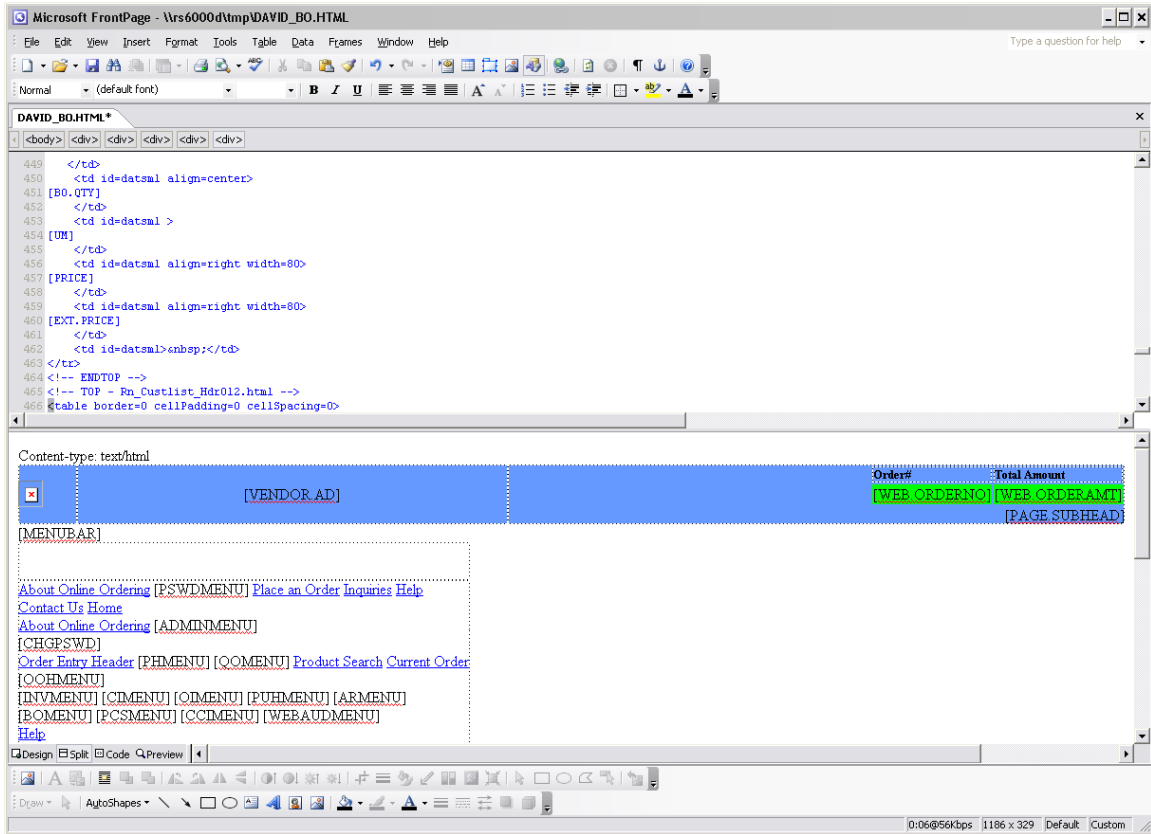 Microsoft FrontPage - \\rs6000d\tmp\DAVID_BO.HTML
File Edit View Insert Format Tools Table Data Frames Window Help
Type a question for help
Normal (default font) B I U A A A
DAVID_BO.HTML*
<body> <div> <div> <div> <div> <div>
449 </td>
450 <td id=datsml align=center>
451 [BO.QTY]
452 </td>
453 <td id=datsml >
454 [UM]
455 </td>
456 <td id=datsml align=right width=80>
457 [PRICE]
458 </td>
459 <td id=datsml align=right width=80>
460 [EXT.PRICE]
461 </td>
462 <td id=datsml>&nbsp;</td>
463 </tr>
464 <!-- ENDTOP -->
465 <!-- TOP - Rn_Custlist_Hdr012.html -->
466 <table border=0 cellPadding=0 cellSpacing=0>
Content-type: text/html
Order# Total Amount
[VENDOR.AD] [WEB.ORDERNO] [WEB.ORDERAMT]
[PAGE.SUBHEAD]
[MENUBAR]
About Online Ordering [PSWDMENU] Place an Order Inquiries Help
Contact Us Home
About Online Ordering [ADMINMENU]
[CHGPSWD]
Order Entry Header [PHMENU] [QOMENU] Product Search Current Order
[OOHMENU]
[INVMENU] [CIMENU] [OIMENU] [PUHMENU] [ARMENU]
[BOMENU] [PCSMENU] [CCIMENU] [WEBAUDMENU]
Help
Design Split Code Preview
Draw AutoShapes
0:06@56Kbps 1186 x 329 Default Custom